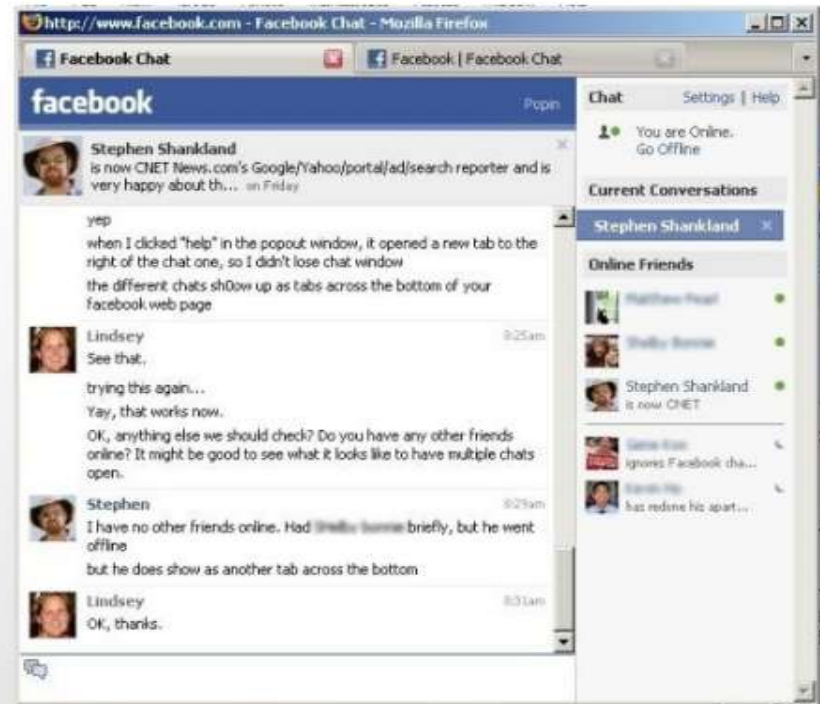 http://www.facebook.com - Facebook Chat - Mozilla Firefox
Facebook Chat
Facebook | Facebook Chat
facebook
Popin
Stephen Shankland
is now CNET News.com's Google/Yahoo/portal/ad/search reporter and is
very happy about th... on Friday
yep
when I clicked "help" in the popout window, it opened a new tab to the
right of the chat one, so I didn't lose chat window
the different chats sh0ow up as tabs across the bottom of your
facebook web page
Lindsey
8:25am
See that.
trying this again...
Yay, that works now.
OK, anything else we should check? Do you have any other friends
online? It might be good to see what it looks like to have multiple chats
open.
Stephen
8:29am
I have no other friends online. Had briefly, but he went
offline
but he does show as another tab across the bottom
Lindsey
8:31am
OK, thanks.
Chat
Settings | Help
You are Online.
Go Offline
Current Conversations
Stephen Shankland
Online Friends
Stephen Shankland
is now CNET
ignores Facebook cha...
has redone his apart...